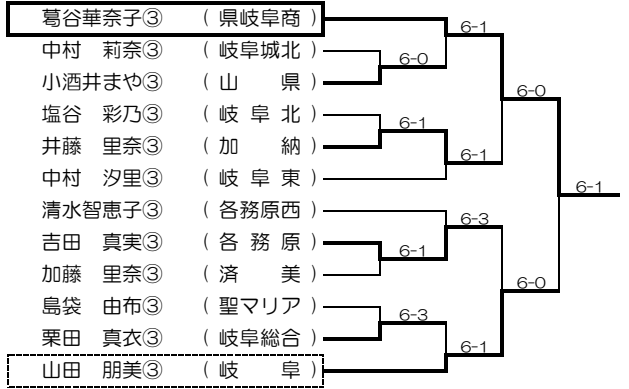 葛谷華奈子③ （県岐阜商）
中村　莉奈③ （岐阜城北）
小酒井まや③ （山　　県）
塩谷　彩乃③ （岐 阜 北）
井藤　里奈③ （加　　納）
中村　汐里③ （岐 阜 東）
清水智恵子③ （各務原西）
吉田　真実③ （各 務 原）
加藤　里奈③ （済　　美）
島袋　由布③ （聖マリア）
栗田　真衣③ （岐阜総合）
山田　朋美③ （岐　　阜）
6-0
6-1
6-1
6-3
6-1
6-1
6-3
6-1
6-0
6-0
6-1